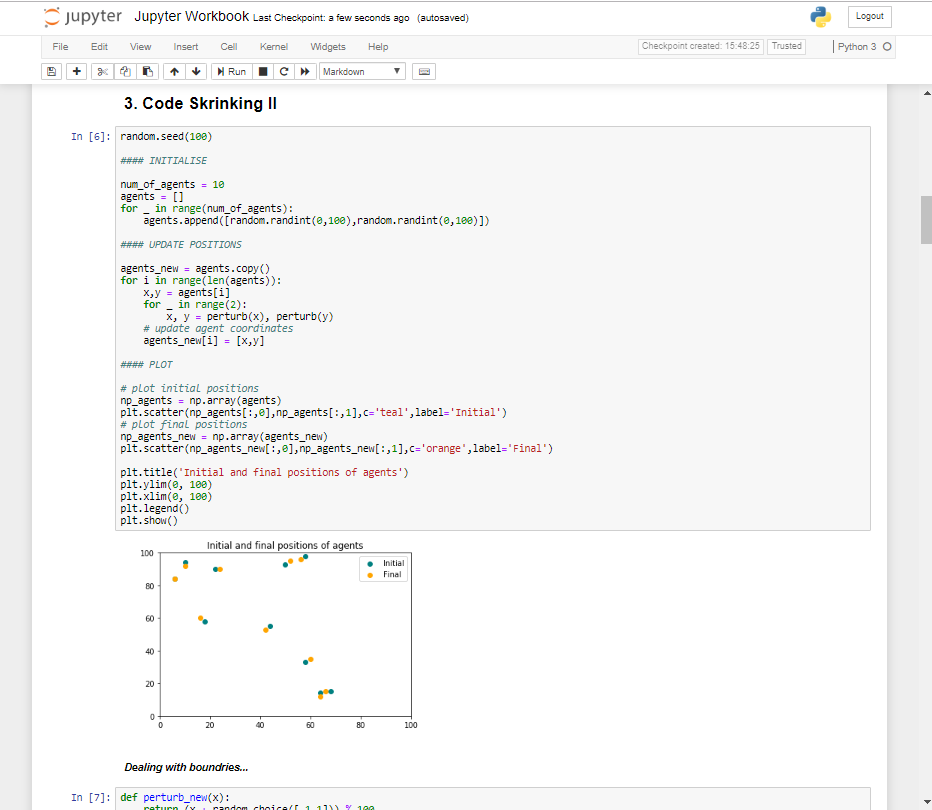 jupyter Jupyter Workbook Last Checkpoint: a few seconds ago (autosaved)
Logout
File Edit View Insert Cell Kernel Widgets Help
Checkpoint created: 15:48:25 Trusted Python 3
Run Markdown
3. Code Skrinking II
In [6]:
random.seed(100)
#### INITIALISE
num_of_agents = 10
agents = []
for _ in range(num_of_agents):
    agents.append([random.randint(0,100),random.randint(0,100)])
#### UPDATE POSITIONS
agents_new = agents.copy()
for i in range(len(agents)):
    x,y = agents[i]
    for _ in range(2):
        x, y = perturb(x), perturb(y)
    # update agent coordinates
    agents_new[i] = [x,y]
#### PLOT
# plot initial positions
np_agents = np.array(agents)
plt.scatter(np_agents[:,0],np_agents[:,1],c='teal',label='Initial')
# plot final positions
np_agents_new = np.array(agents_new)
plt.scatter(np_agents_new[:,0],np_agents_new[:,1],c='orange',label='Final')
plt.title('Initial and final positions of agents')
plt.ylim(0, 100)
plt.xlim(0, 100)
plt.legend()
plt.show()
Initial and final positions of agents
100
Initial
Final
80
60
40
20
0
0 20 40 60 80 100
Dealing with boundries...
In [7]:
def perturb_new(x):
    return (x + random.choice([-1,1])) % 100